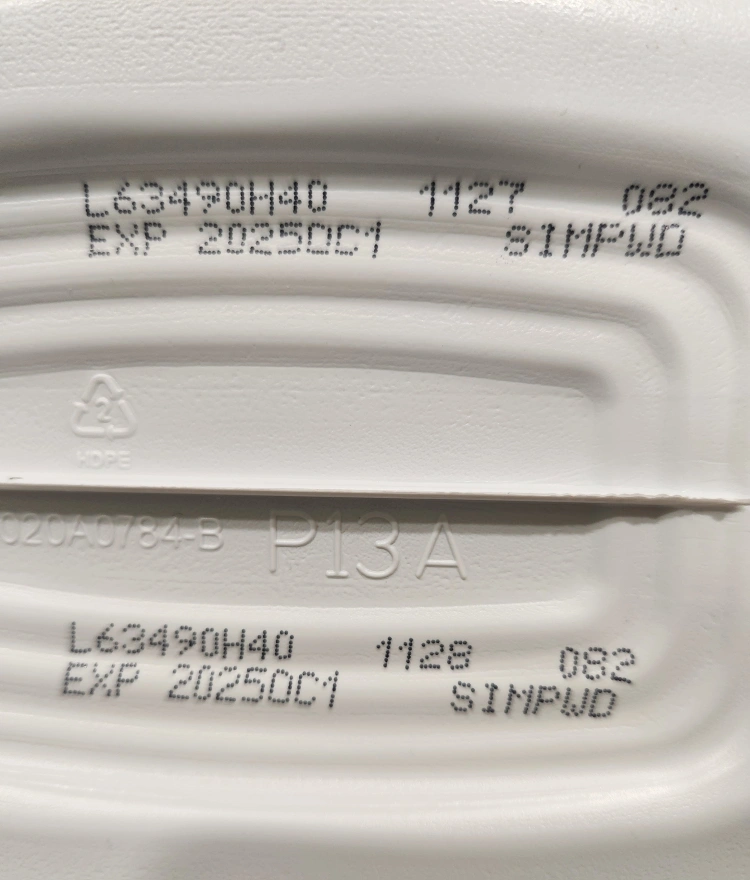 L63490H40 1127 082
EXP 2025OC1 SIMPWD
2
HDPE
020A0784-B P13A
L63490H40 1128 082
EXP 2025OC1 SIMPWD